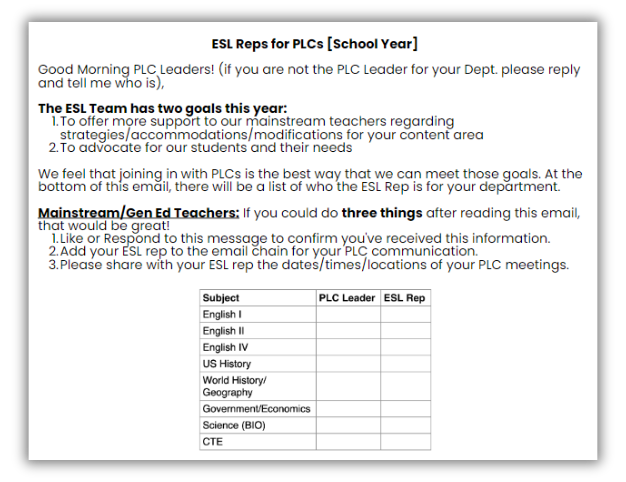 ESL Reps for PLCs [School Year]
Good Morning PLC Leaders! (if you are not the PLC Leader for your Dept. please reply
and tell me who is),
The ESL Team has two goals this year:
1. To offer more support to our mainstream teachers regarding
strategies/accommodations/modifications for your content area
2. To advocate for our students and their needs
We feel that joining in with PLCs is the best way that we can meet those goals. At the
bottom of this email, there will be a list of who the ESL Rep is for your department.
Mainstream/Gen Ed Teachers: If you could do three things after reading this email,
that would be great!
1. Like or Respond to this message to confirm you've received this information.
2. Add your ESL rep to the email chain for your PLC communication.
3. Please share with your ESL rep the dates/times/locations of your PLC meetings.
Subject PLC Leader ESL Rep
English I
English II
English IV
US History
World History/
Geography
Government/Economics
Science (BIO)
CTE